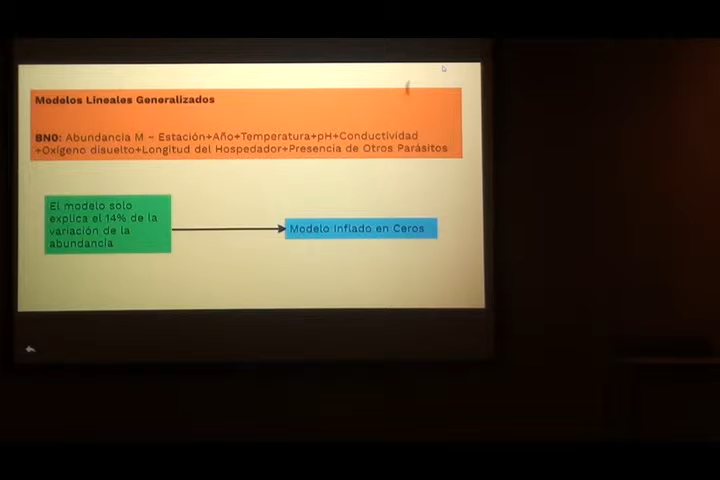 Modelos Lineales Generalizados
BN0: Abundancia M ~ Estación+Año+Temperatura+pH+Conductividad
+Oxígeno disuelto+Longitud del Hospedador+Presencia de Otros Parásitos
El modelo solo
explica el 14% de la
variación de la
abundancia
Modelo Inflado en Ceros